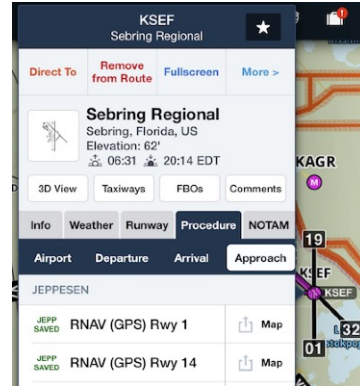 KSEF
Sebring Regional
1
Direct To
Remove from Route
Fullscreen
More >
Sebring Regional
Sebring, Florida, US
Elevation: 62'
06:31 20:14 EDT
3D View
Taxiways
FBOs
Comments
Info
Weather
Runway
Procedure
NOTAM
Airport
Departure
Arrival
Approach
JEPPESEN
JEPP SAVED
RNAV (GPS) Rwy 1
Map
JEPP SAVED
RNAV (GPS) Rwy 14
Map
KAGR
M
19
KSEF
KSEF
32
01